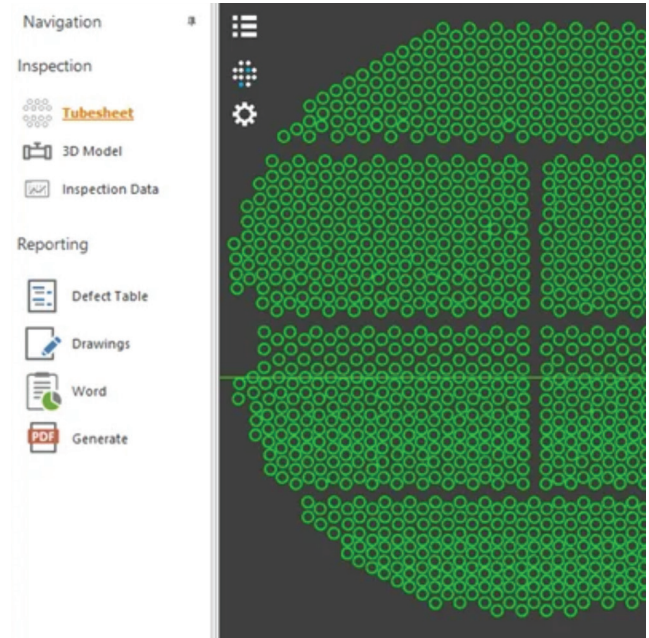 Navigation
Inspection
Tubesheet
3D Model
Inspection Data
Reporting
Defect Table
Drawings
Word
PDF
Generate